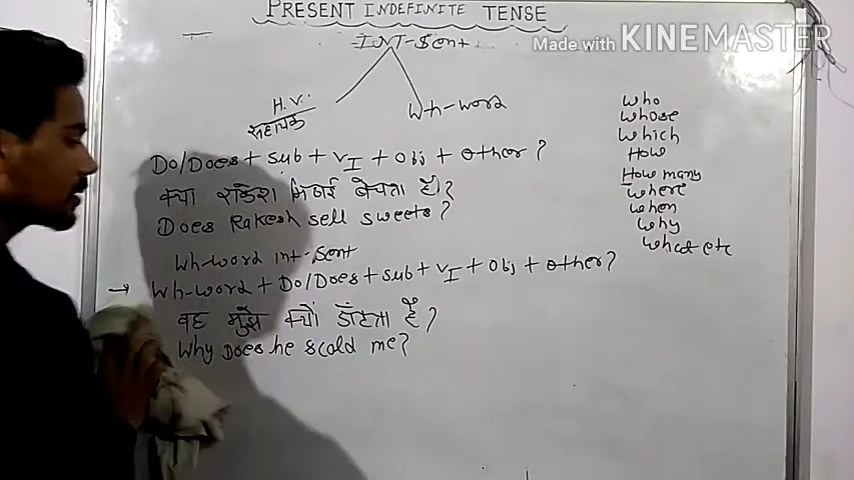 PRESENT INDEFINITE TENSE
INT-Sent
Made with KINEMASTER
H.V.
सहायक
Wh-word
Who
Whose
Which
How
How many
Where
When
Why
What etc
Do/Does + sub + VI + Obj + Other?
क्या राकेश मिठाई बेचता है?
Does Rakesh sell sweets?
Wh-word int-sent
→ Wh-word + Do/Does + sub + VI + Obj + Other?
वह मुझे क्यों डाँटता है?
Why Does he scold me?